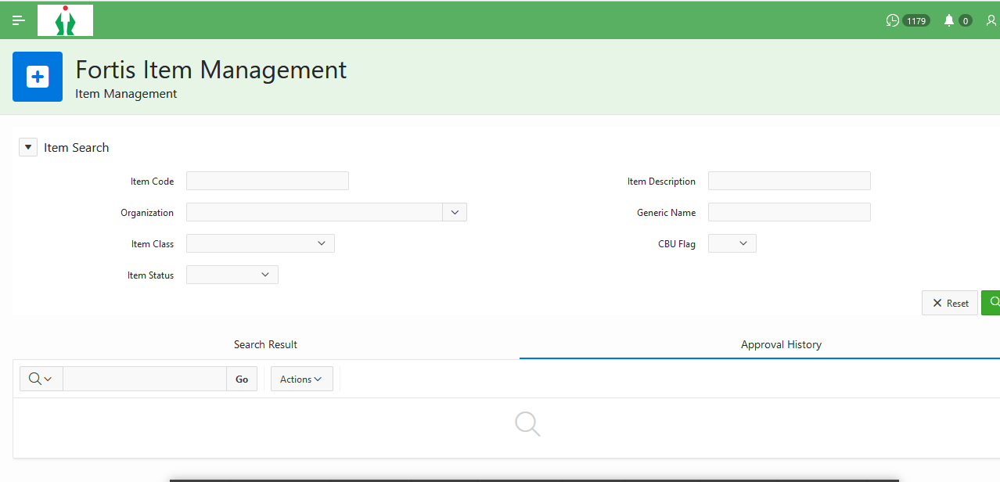 1179
0
Fortis Item Management
Item Management
Item Search
Item Code
Item Description
Organization
Generic Name
Item Class
CBU Flag
Item Status
Reset
Search Result
Approval History
Go
Actions